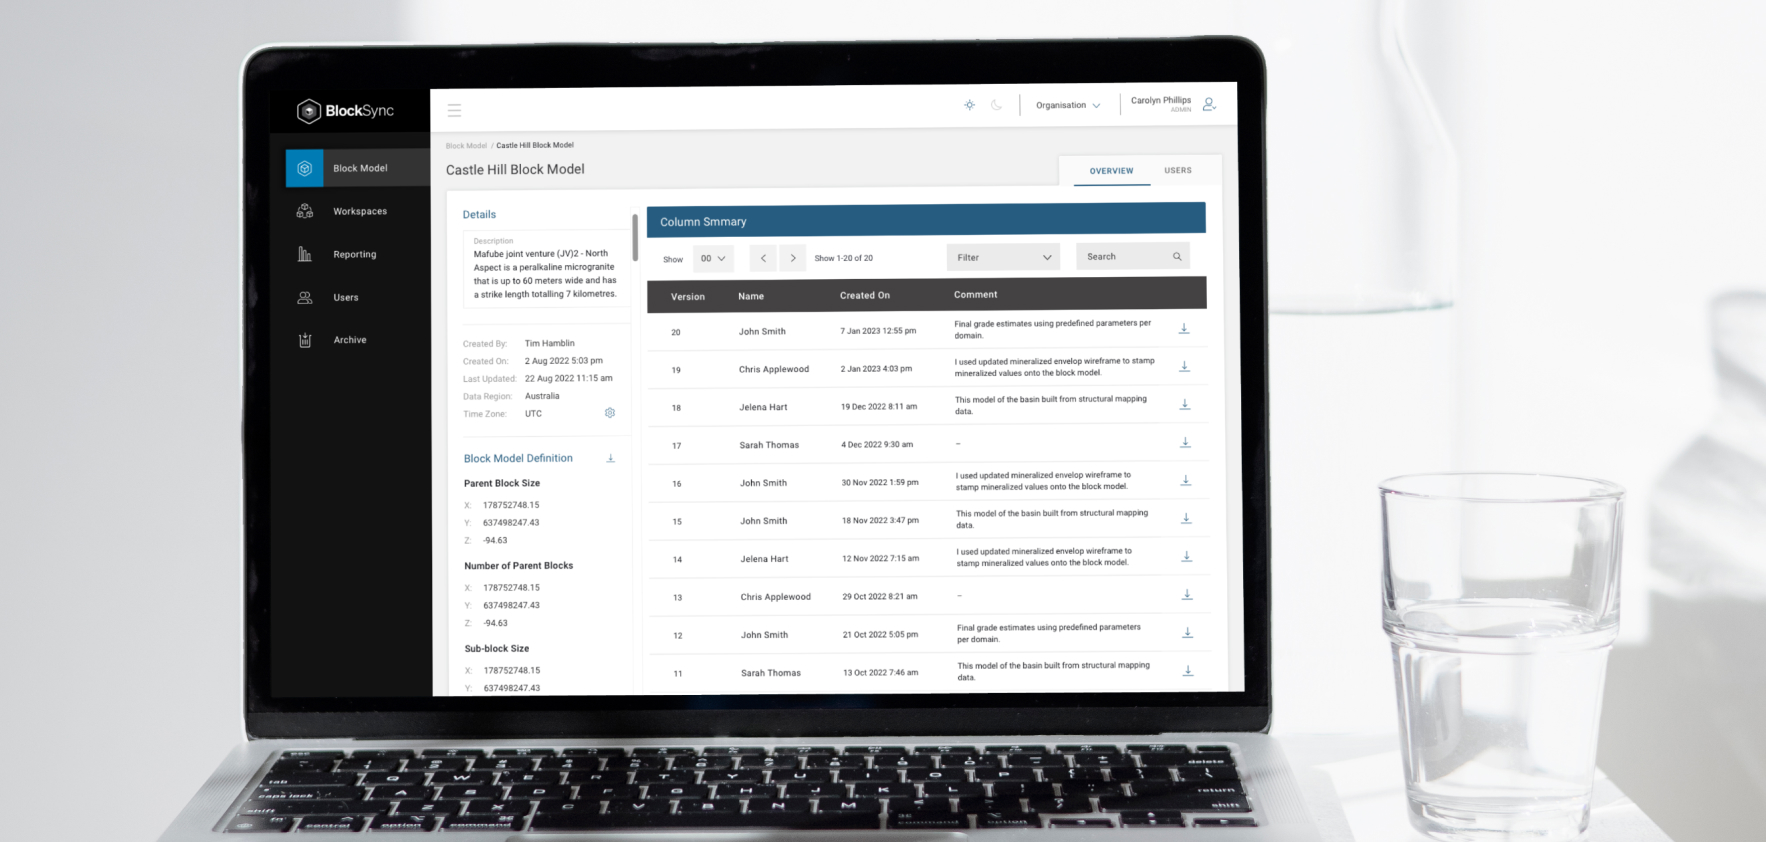 BlockSync
Organisation
Carolyn Phillips
ADMIN
Block Model
Workspaces
Reporting
Users
Archive
Block Model / Castle Hill Block Model
Castle Hill Block Model
OVERVIEW USERS
Details
Description
Mafube joint venture (JV)2 - North
Aspect is a peralkaline microgranite
that is up to 60 meters wide and has
a strike length totalling 7 kilometres.
Created By: Tim Hamblin
Created On: 2 Aug 2022 5:03 pm
Last Updated: 22 Aug 2022 11:15 am
Data Region: Australia
Time Zone: UTC
Block Model Definition
Parent Block Size
X: 178752748.15
Y: 637498247.43
Z: -94.63
Number of Parent Blocks
X: 178752748.15
Y: 637498247.43
Z: -94.63
Sub-block Size
X: 178752748.15
Y: 637498247.43
Column Smmary
Show 00 Show 1-20 of 20 Filter Search
Version Name Created On Comment
20 John Smith 7 Jan 2023 12:55 pm Final grade estimates using predefined parameters per
domain.
19 Chris Applewood 2 Jan 2023 4:03 pm I used updated mineralized envelop wireframe to stamp
mineralized values onto the block model.
18 Jelena Hart 19 Dec 2022 8:11 am This model of the basin built from structural mapping
data.
17 Sarah Thomas 4 Dec 2022 9:30 am –
16 John Smith 30 Nov 2022 1:59 pm I used updated mineralized envelop wireframe to
stamp mineralized values onto the block model.
15 John Smith 18 Nov 2022 3:47 pm This model of the basin built from structural mapping
data.
14 Jelena Hart 12 Nov 2022 7:15 am I used updated mineralized envelop wireframe to
stamp mineralized values onto the block model.
13 Chris Applewood 29 Oct 2022 8:21 am –
12 John Smith 21 Oct 2022 5:05 pm Final grade estimates using predefined parameters
per domain.
11 Sarah Thomas 13 Oct 2022 7:46 am This model of the basin built from structural mapping
data.
delete
tab Q W E R T Y U I O P
caps lock A S D F G H J K L return
shift Z X C V B N M shift
fn control option command command option